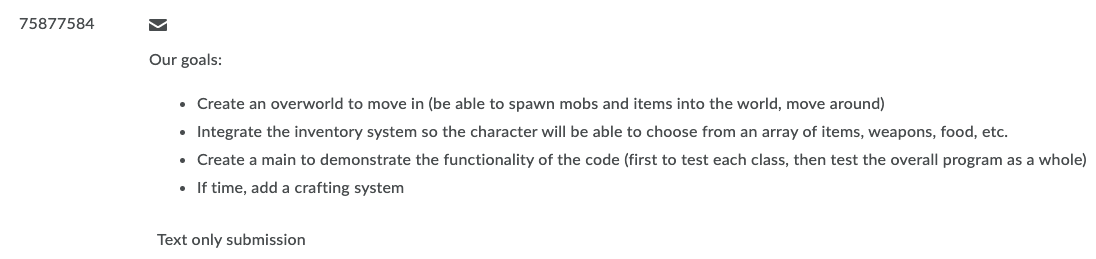 75877584
Our goals:
• Create an overworld to move in (be able to spawn mobs and items into the world, move around)
• Integrate the inventory system so the character will be able to choose from an array of items, weapons, food, etc.
• Create a main to demonstrate the functionality of the code (first to test each class, then test the overall program as a whole)
• If time, add a crafting system
Text only submission